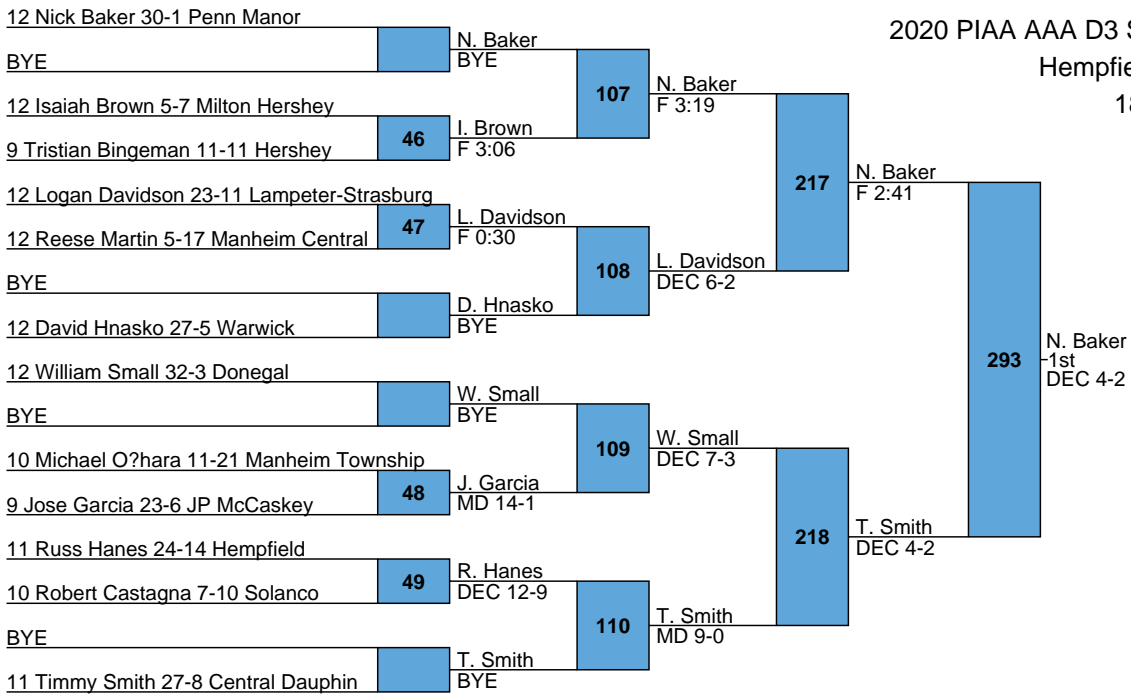 12 Nick Baker 30-1 Penn Manor
BYE
12 Isaiah Brown 5-7 Milton Hershey
9 Tristian Bingeman 11-11 Hershey
12 Logan Davidson 23-11 Lampeter-Strasburg
12 Reese Martin 5-17 Manheim Central
BYE
12 David Hnasko 27-5 Warwick
12 William Small 32-3 Donegal
BYE
10 Michael O?hara 11-21 Manheim Township
9 Jose Garcia 23-6 JP McCaskey
11 Russ Hanes 24-14 Hempfield
10 Robert Castagna 7-10 Solanco
BYE
11 Timmy Smith 27-8 Central Dauphin
46
47
48
49
N. Baker
BYE
I. Brown
F 3:06
L. Davidson
F 0:30
D. Hnasko
BYE
W. Small
BYE
J. Garcia
MD 14-1
R. Hanes
DEC 12-9
T. Smith
BYE
107
108
109
110
N. Baker
F 3:19
L. Davidson
DEC 6-2
W. Small
DEC 7-3
T. Smith
MD 9-0
217
218
N. Baker
F 2:41
T. Smith
DEC 4-2
293
N. Baker
1st
DEC 4-2
2020 PIAA AAA D3 S
Hempfie
18